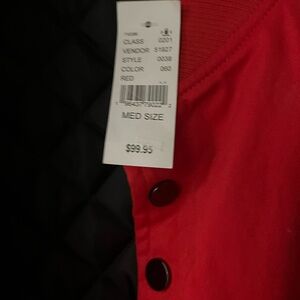 CLASS 0201
VENDOR 51927
STYLE 0038
COLOR 060
RED
MED SIZE
$99.95